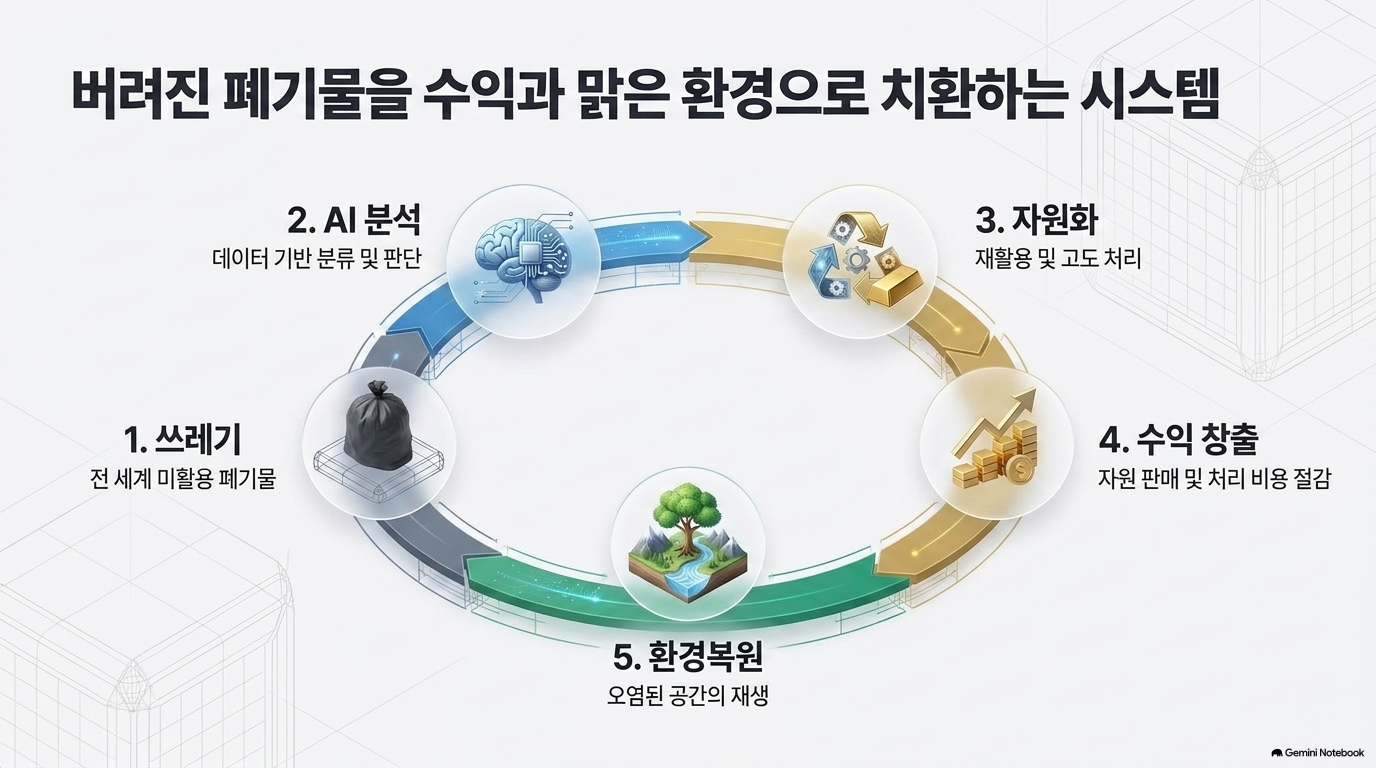 버려진 폐기물을 수익과 맑은 환경으로 치환하는 시스템
2. AI 분석
데이터 기반 분류 및 판단
3. 자원화
재활용 및 고도 처리
1. 쓰레기
전 세계 미활용 폐기물
4. 수익 창출
자원 판매 및 처리 비용 절감
5. 환경복원
오염된 공간의 재생
Gemini Notebook